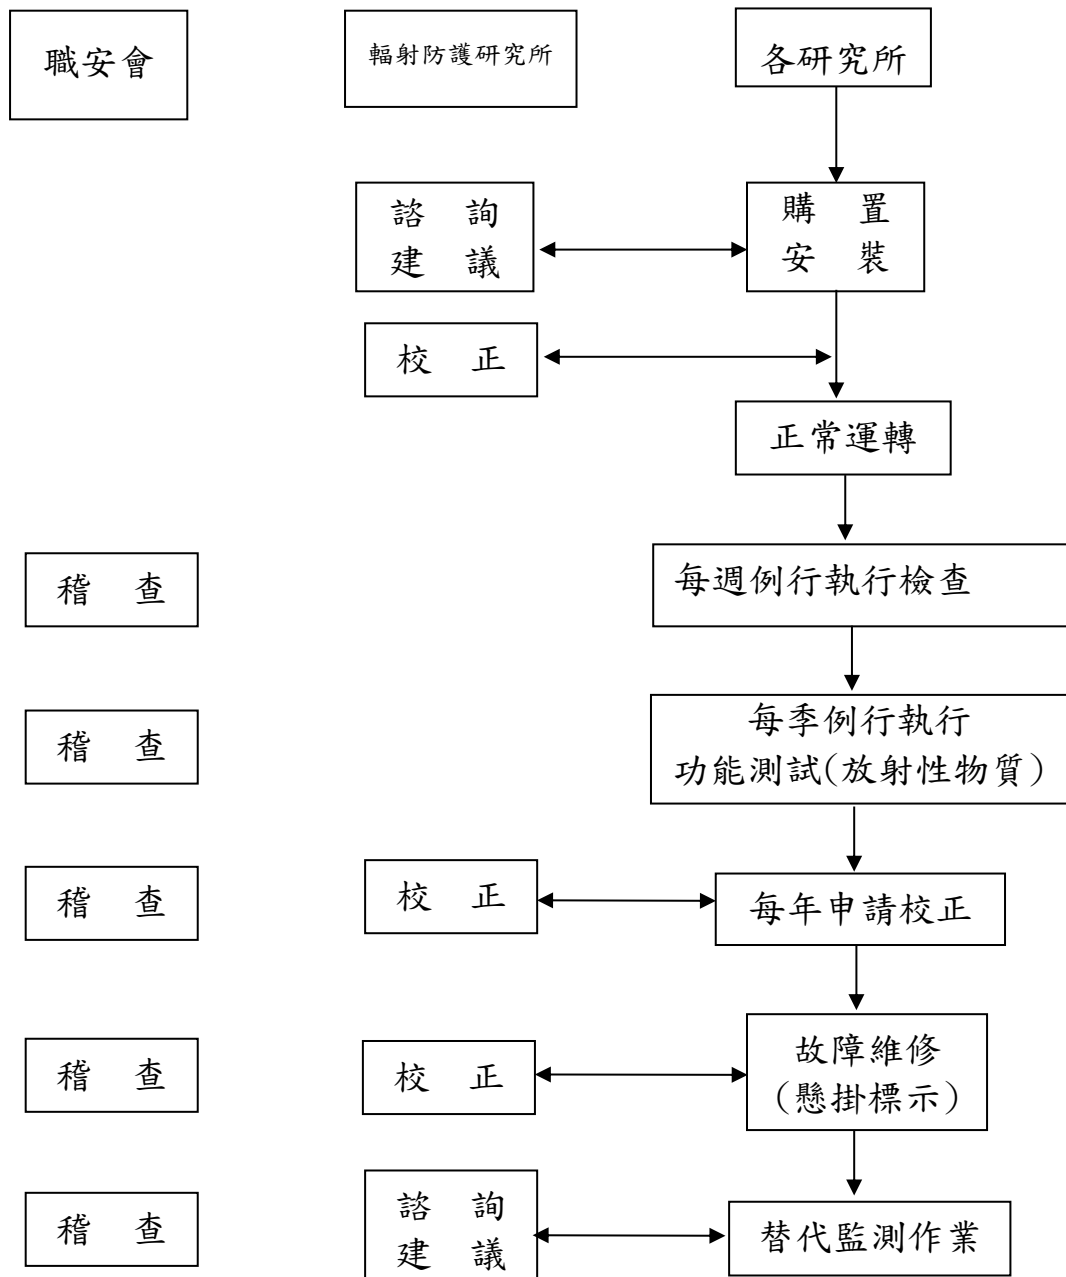 職安會
輻射防護研究所
各研究所
諮 詢
建 議
購 置
安 裝
校 正
正常運轉
稽 查
每週例行執行檢查
稽 查
每季例行執行
功能測試(放射性物質)
稽 查
校 正
每年申請校正
稽 查
校 正
故障維修
(懸掛標示)
稽 查
諮 詢
建 議
替代監測作業